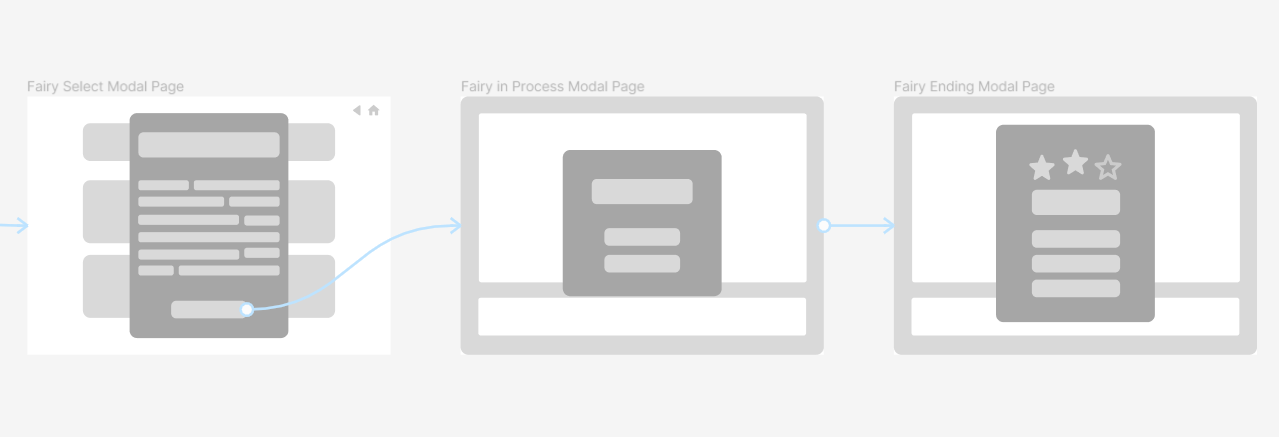 Fairy Select Modal Page
Fairy in Process Modal Page
Fairy Ending Modal Page